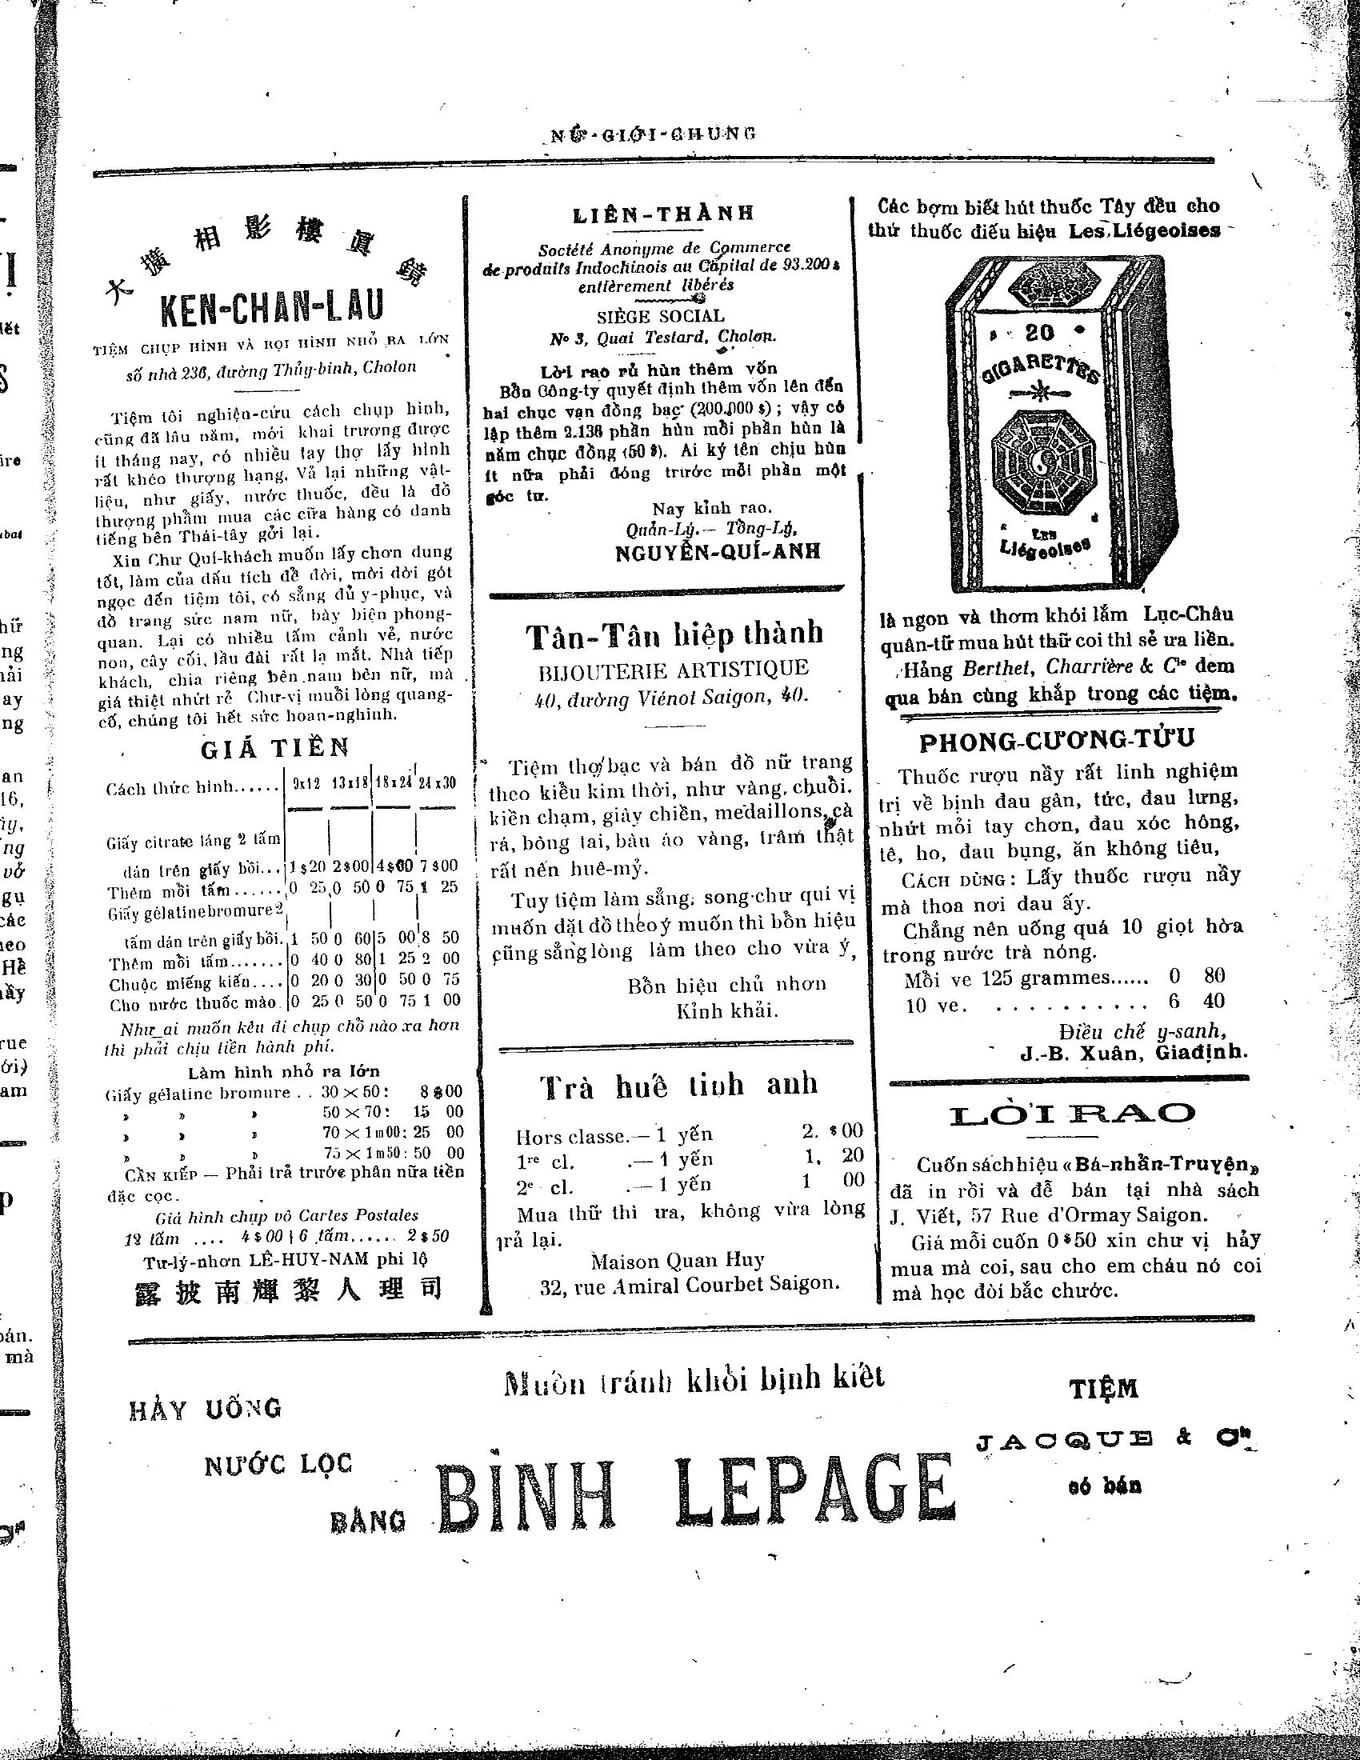 NỮ-GIỚI-CHUNG
大擴相影樓真鏡
KEN-CHAN-LAU
TIỆM CHỤP HÌNH VÀ RỌI HÌNH NHỎ RA LỚN
số nhà 236, đường Thủy-binh, Cholon
Tiệm tôi nghiện-cứu cách chụp hình,
cũng đã lâu năm, mới khai trương được
ít tháng nay, có nhiều tay thợ lấy hình
rất khéo thượng hạng. Vả lại những vật-
liệu, như giấy, nước thuốc, đều là đồ
thượng phẩm mua các cửa hàng có danh
tiếng bên Thái-tây gởi lại.
Xin Chư Quí-khách muốn lấy chơn dung
tốt, làm của dấu tích để đời, mời dời gót
ngọc đến tiệm tôi, có sẵng đủ y-phục, và
đồ trang sức nam nữ, bày biện phong-
quan. Lại có nhiều tấm cảnh vẻ, nước
non, cây cối, lầu đài rất lạ mắt. Nhà tiếp
khách, chia riêng bên nam bên nữ, mà
giá thiệt nhứt rẻ Chư-vị muỗi lòng quang-
cố, chúng tôi hết sức hoan-nghinh.
GIÁ TIỀN
Cách thức hình...... 9x12 13x18 18x24 24x30
Giấy citrate láng 2 tấm
dán trên giấy bồi... 1$20 2$00 4$00 7$00
Thêm mỗi tấm...... 0 25 0 50 0 75 1 25
Giấy gélatine bromure 2
tấm dán trên giấy bồi. 1 50 0 60 5 00 8 50
Thêm mỗi tấm....... 0 40 0 80 1 25 2 00
Chuộc miếng kiến.... 0 20 0 30 0 50 0 75
Cho nước thuốc mào. 0 25 0 50 0 75 1 00
Như ai muốn kêu đi chụp chỗ nào xa hơn
thì phải chịu tiền hành phí.
Làm hình nhỏ ra lớn
Giấy gélatine bromure .. 30 × 50: 8$00
» » » 50 × 70: 15 00
» » » 70 × 1m00: 25 00
» » » 75 × 1m50: 50 00
CẦN KIẾP — Phải trả trước phân nửa tiền
đặc cọc.
Giá hình chụp vô Cartes Postales
12 tấm .... 4$00 | 6 tấm...... 2$50
Tư-lý-nhơn LÊ-HUY-NAM phi lộ
露披南輝黎人理司
LIÊN-THÀNH
Société Anonyme de Commerce
de produits Indochinois au Capital de 93.200$
entièrement libérés
SIÈGE SOCIAL
No 3, Quai Testard, Cholon.
Lời rao rủ hùn thêm vốn
Bổn Công-ty quyết định thêm vốn lên đến
hai chục vạn đồng bạc (200.000$); vậy có
lập thêm 2.136 phần hùn mỗi phần hùn là
năm chục đồng (50$). Ai ký tên chịu hùn
ít nữa phải đóng trước mỗi phần một
góc tư.
Nay kỉnh rao.
Quản-Lý.— Tổng-Lý,
NGUYỄN-QUÍ-ANH
Tân-Tân hiệp thành
BIJOUTERIE ARTISTIQUE
40, đường Viénot Saigon, 40.
Tiệm thợ bạc và bán đồ nữ trang
theo kiểu kim thời, như vàng, chuỗi.
kiền chạm, giây chiền, medaillons, cà
rá, bông tai, bàu áo vàng, trâm thật
rất nên huê-mỷ.
Tuy tiệm làm sẳng, song chư quí vị
muốn đặt đồ theo ý muốn thì bổn hiệu
cũng sẳng lòng làm theo cho vừa ý.
Bổn hiệu chủ nhơn
Kỉnh khải.
Trà huế tinh anh
Hors classe.— 1 yến 2.$00
1re cl. .— 1 yến 1. 20
2e cl. .— 1 yến 1 00
Mua thử thì ưa, không vừa lòng
trả lại.
Maison Quan Huy
32, rue Amiral Courbet Saigon.
Các bợm biết hút thuốc Tây đều cho
thứ thuốc điếu hiệu Les Liégeoises
20
CIGARETTES
LES
Liégeoises
là ngon và thơm khói lắm Lục-Châu
quân-tử mua hút thử coi thì sẻ ưa liền.
Hảng Berthet, Charrière & Cie đem
qua bán cùng khắp trong các tiệm.
PHONG-CƯƠNG-TỬU
Thuốc rượu nầy rất linh nghiệm
trị về bịnh đau gân, tức, đau lưng,
nhứt mỏi tay chơn, đau xóc hông,
tê, ho, đau bụng, ăn không tiêu,
CÁCH DÙNG: Lấy thuốc rượu nầy
mà thoa nơi đau ấy.
Chẳng nên uống quá 10 giọt hòa
trong nước trà nóng.
Mỗi ve 125 grammes...... 0 80
10 ve. .......... 6 40
Điều chế y-sanh,
J.-B. Xuân, Giađịnh.
LỜI RAO
Cuốn sách hiệu «Bá-nhẫn-Truyện»
đã in rồi và để bán tại nhà sách
J. Viết, 57 Rue d'Ormay Saigon.
Giá mỗi cuốn 0$50 xin chư vị hảy
mua mà coi, sau cho em cháu nó coi
mà học đòi bắc chước.
Muốn tránh khỏi bịnh kiết
HẢY UỐNG
NƯỚC LỌC
BẰNG
BÌNH LEPAGE
TIỆM
JACQUE & Cie
có bán